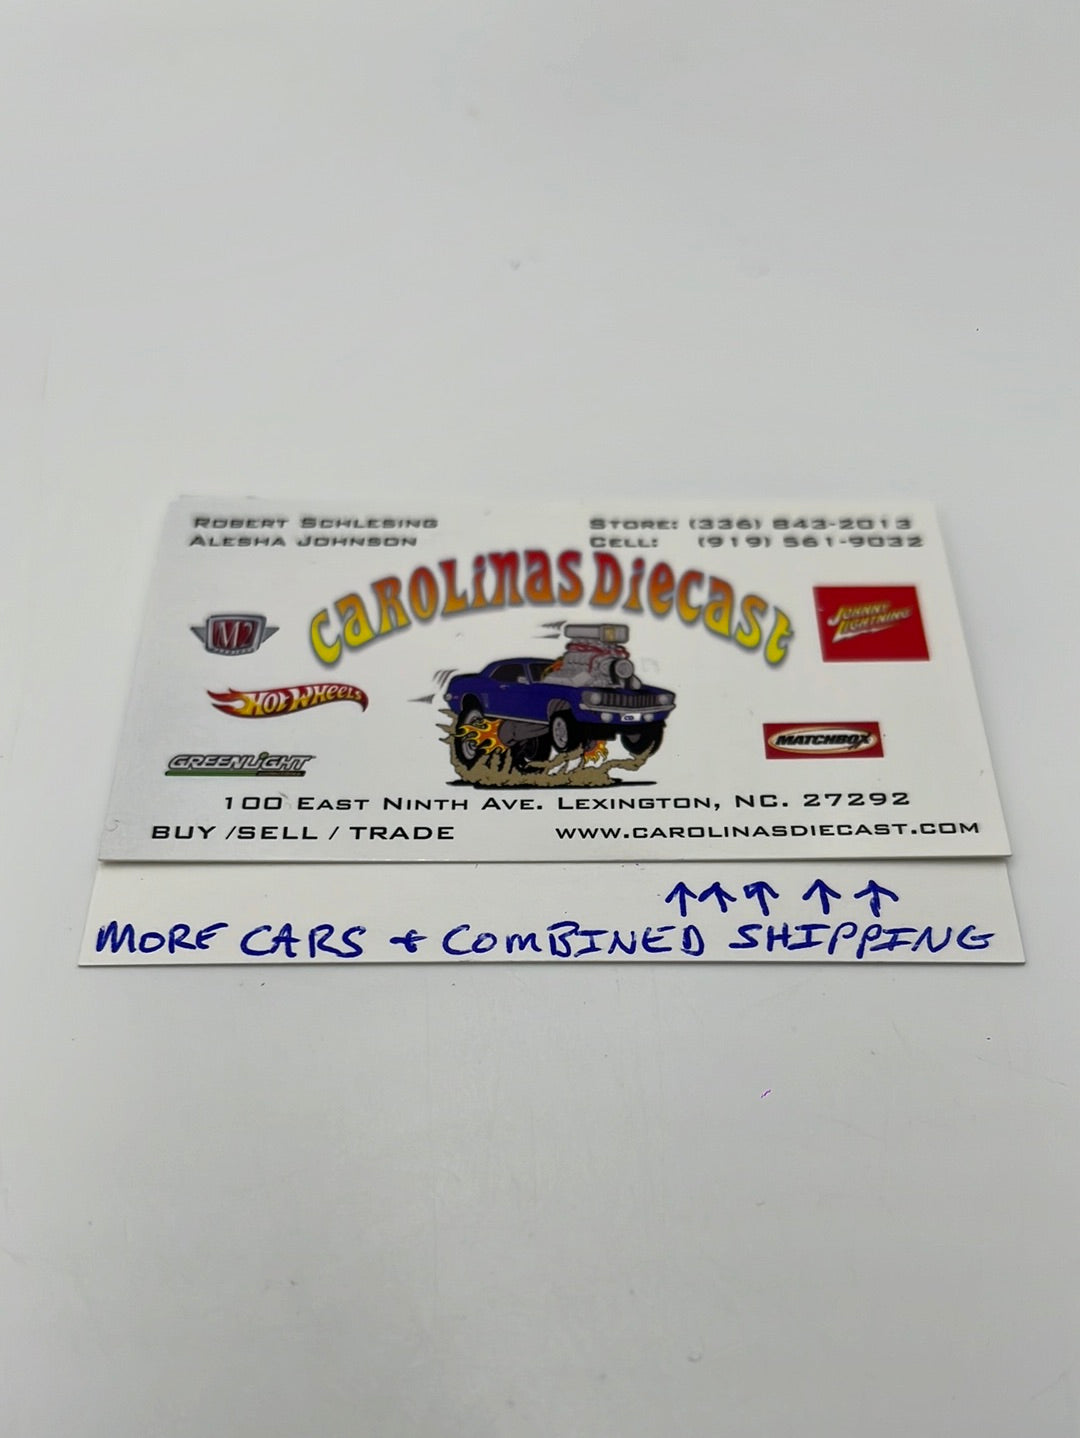 ROBERT SCHLESING
ALESHA JOHNSON
STORE: (336) 843-2013
CELL: (919) 561-9032
CAROLINAS DIECAST
M2
JOHNNY LIGHTNING
HOT WHEELS
MATCHBOX
GREENLIGHT
CD
100 EAST NINTH AVE. LEXINGTON, NC. 27292
BUY /SELL / TRADE
WWW.CAROLINASDIECAST.COM
↑↑↑ ↑ ↑
MORE CARS + COMBINED SHIPPING